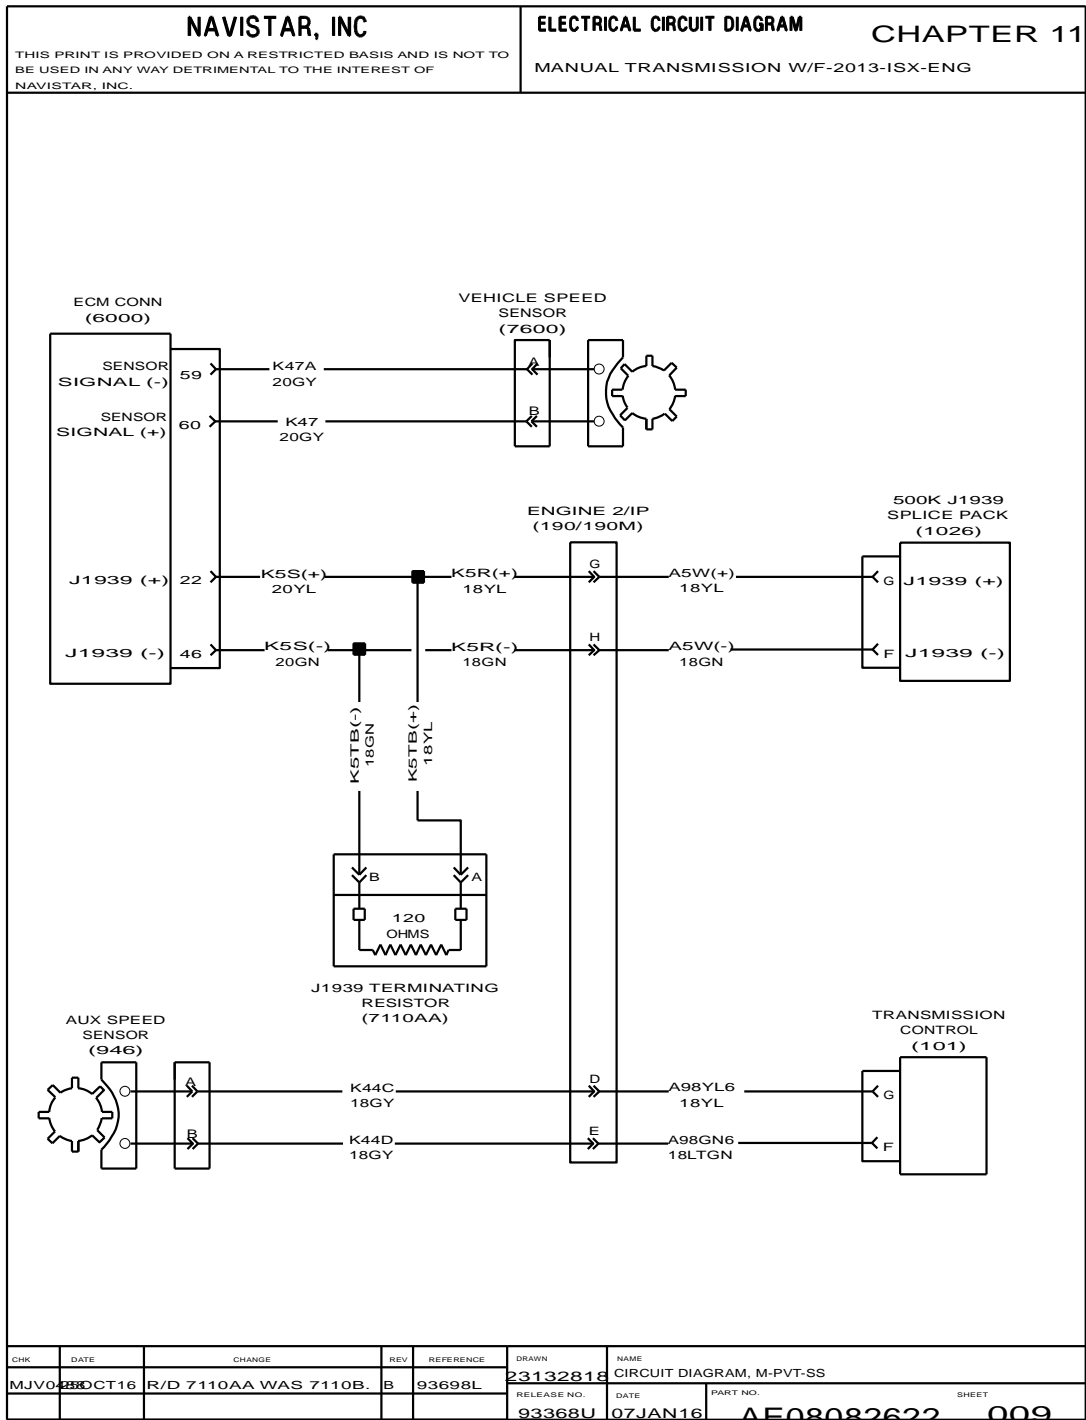 NAVISTAR, INC
THIS PRINT IS PROVIDED ON A RESTRICTED BASIS AND IS NOT TO
BE USED IN ANY WAY DETRIMENTAL TO THE INTEREST OF
NAVISTAR, INC.
ELECTRICAL CIRCUIT DIAGRAM
CHAPTER 11
MANUAL TRANSMISSION W/F-2013-ISX-ENG
ECM CONN
(6000)
SENSOR
SIGNAL (-)
59
K47A
20GY
SENSOR
SIGNAL (+)
60
K47
20GY
VEHICLE SPEED
SENSOR
(7600)
A
B
J1939 (+)
22
K5S(+)
20YL
K5R(+)
18YL
J1939 (-)
46
K5S(-)
20GN
K5R(-)
18GN
ENGINE 2/IP
(190/190M)
G
H
A5W(+)
18YL
A5W(-)
18GN
500K J1939
SPLICE PACK
(1026)
G
J1939 (+)
F
J1939 (-)
K5TB(-)
18GN
K5TB(+)
18YL
B
A
120
OHMS
J1939 TERMINATING
RESISTOR
(7110AA)
AUX SPEED
SENSOR
(946)
A
B
K44C
18GY
K44D
18GY
D
E
A98YL6
18YL
A98GN6
18LTGN
TRANSMISSION
CONTROL
(101)
G
F
CHK DATE CHANGE REV REFERENCE
R/D 7110AA WAS 7110B. B 93698L
DRAWN
23132818
NAME
CIRCUIT DIAGRAM, M-PVT-SS
RELEASE NO.
93368U
DATE
07JAN16
PART NO.
AE08082622
SHEET
009